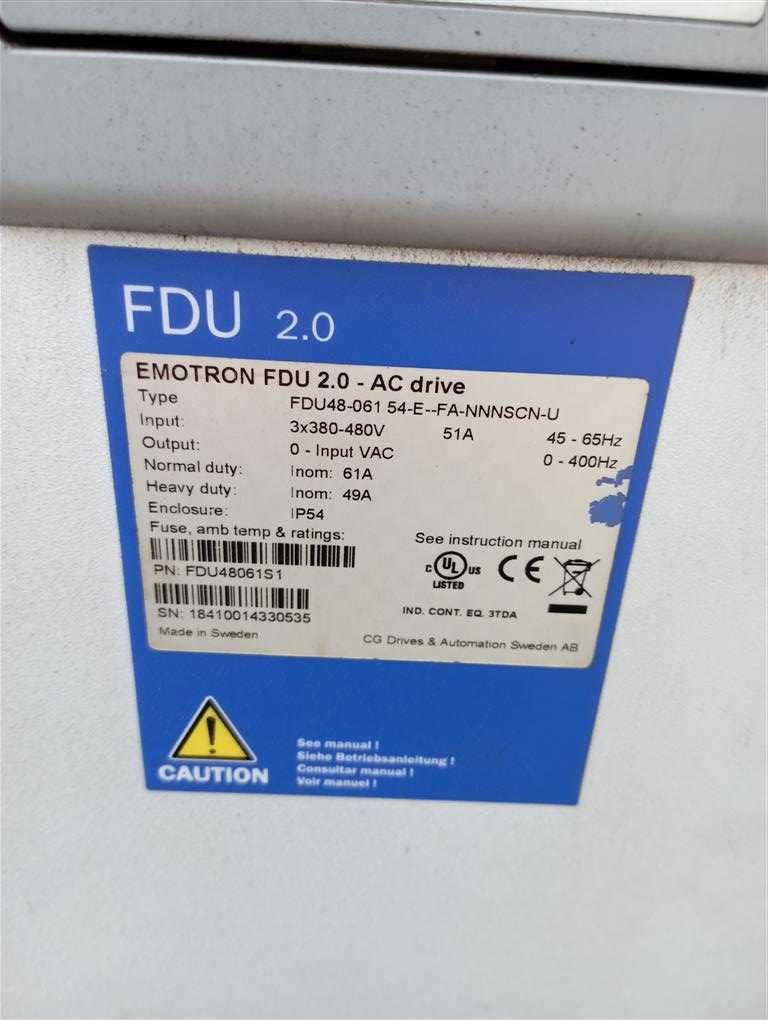 FDU 2.0
EMOTRON FDU 2.0 - AC drive
Type FDU48-061 54-E--FA-NNNSCN-U
Input: 3x380-480V 51A 45 - 65Hz
Output: 0 - Input VAC 0 - 400Hz
Normal duty: Inom: 61A
Heavy duty: Inom: 49A
Enclosure: IP54
Fuse, amb temp & ratings: See instruction manual
PN: FDU48061S1
c UL US LISTED CE
SN: 18410014330535
IND. CONT. EQ. 3TDA
Made in Sweden
CG Drives & Automation Sweden AB
CAUTION
See manual !
Siehe Betriebsanleitung !
Consultar manual !
Voir manuel !